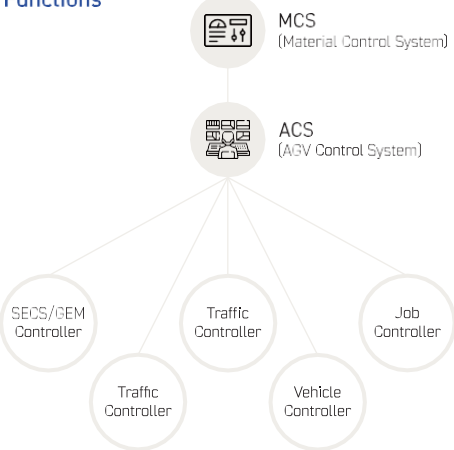 Functions
MCS
(Material Control System)
ACS
(AGV Control System)
SECS/GEM
Controller
Traffic
Controller
Job
Controller
Traffic
Controller
Vehicle
Controller